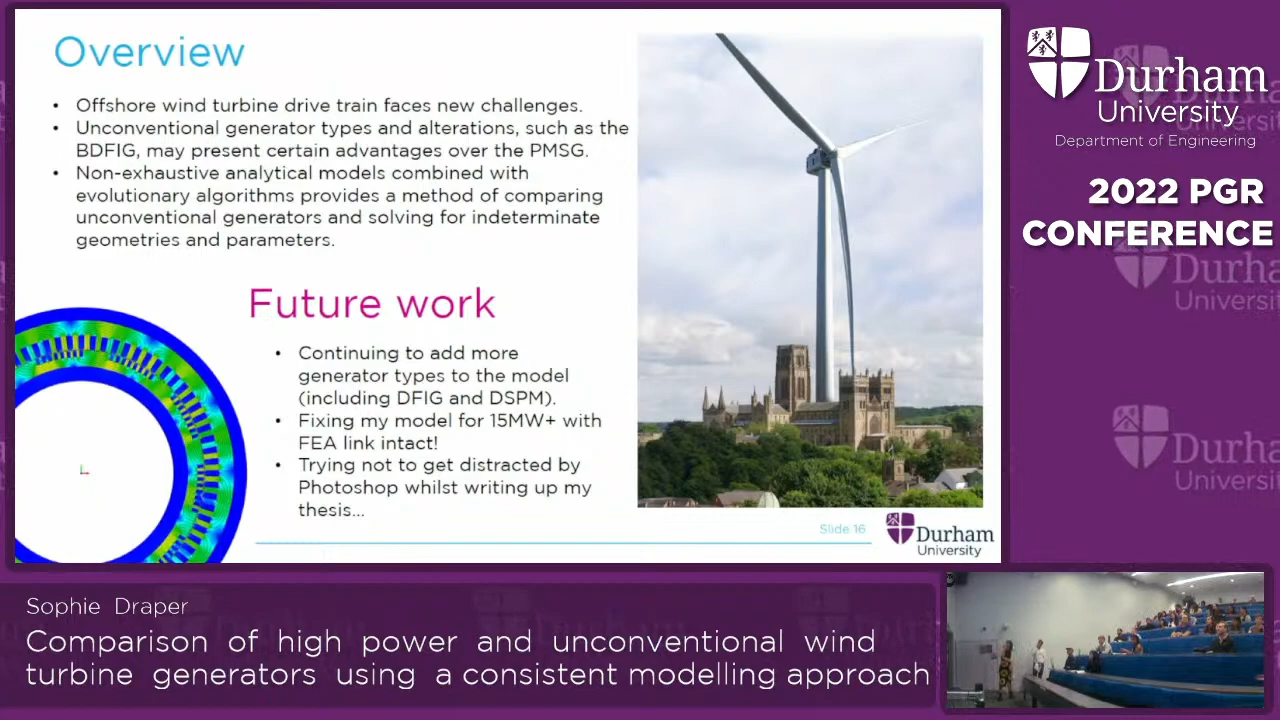 Overview
• Offshore wind turbine drive train faces new challenges.
• Unconventional generator types and alterations, such as the
BDFIG, may present certain advantages over the PMSG.
• Non-exhaustive analytical models combined with
evolutionary algorithms provides a method of comparing
unconventional generators and solving for indeterminate
geometries and parameters.
Future work
• Continuing to add more
generator types to the model
(including DFIG and DSPM).
• Fixing my model for 15MW+ with
FEA link intact!
• Trying not to get distracted by
Photoshop whilst writing up my
thesis...
Slide 16
Durham
University
Durham
University
Department of Engineering
2022 PGR
CONFERENCE
Sophie Draper
Comparison of high power and unconventional wind
turbine generators using a consistent modelling approach